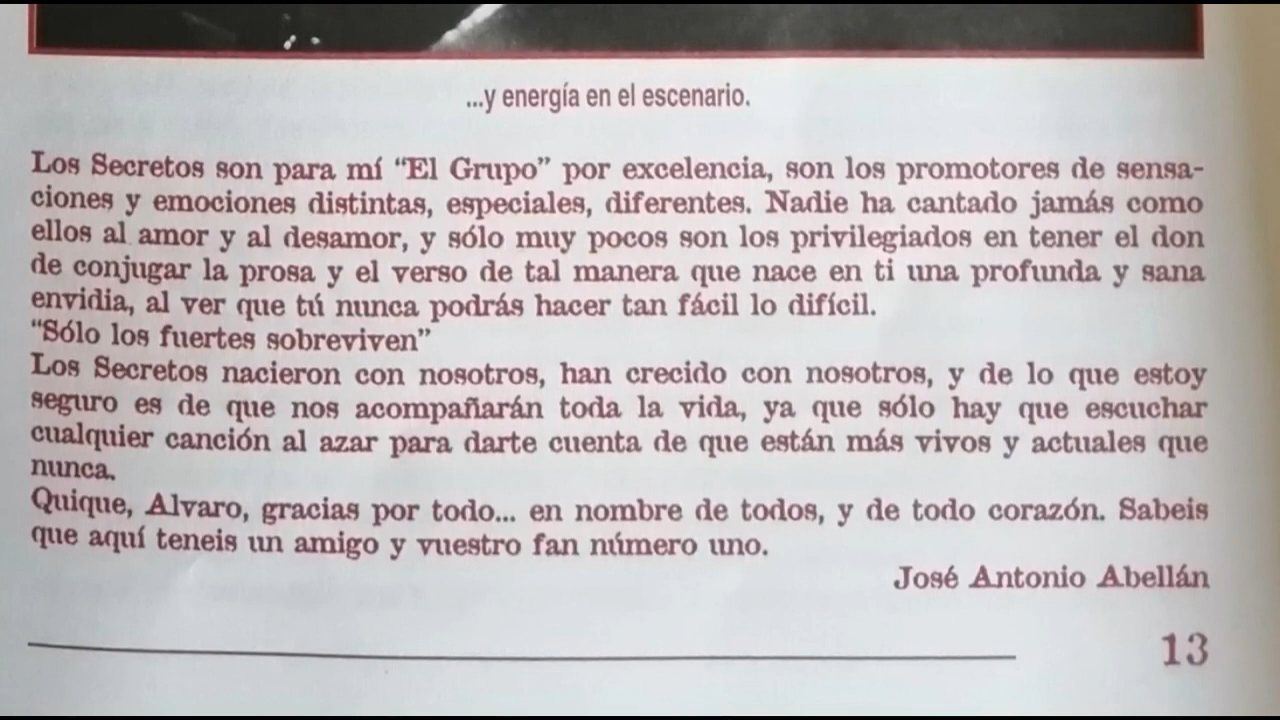 ...y energía en el escenario.
Los Secretos son para mí “El Grupo” por excelencia, son los promotores de sensa-
ciones y emociones distintas, especiales, diferentes. Nadie ha cantado jamás como
ellos al amor y al desamor, y sólo muy pocos son los privilegiados en tener el don
de conjugar la prosa y el verso de tal manera que nace en ti una profunda y sana
envidia, al ver que tú nunca podrás hacer tan fácil lo difícil.
“Sólo los fuertes sobreviven”
Los Secretos nacieron con nosotros, han crecido con nosotros, y de lo que estoy
seguro es de que nos acompañarán toda la vida, ya que sólo hay que escuchar
cualquier canción al azar para darte cuenta de que están más vivos y actuales que
nunca.
Quique, Alvaro, gracias por todo... en nombre de todos, y de todo corazón. Sabeis
que aquí teneis un amigo y vuestro fan número uno.
José Antonio Abellán
13